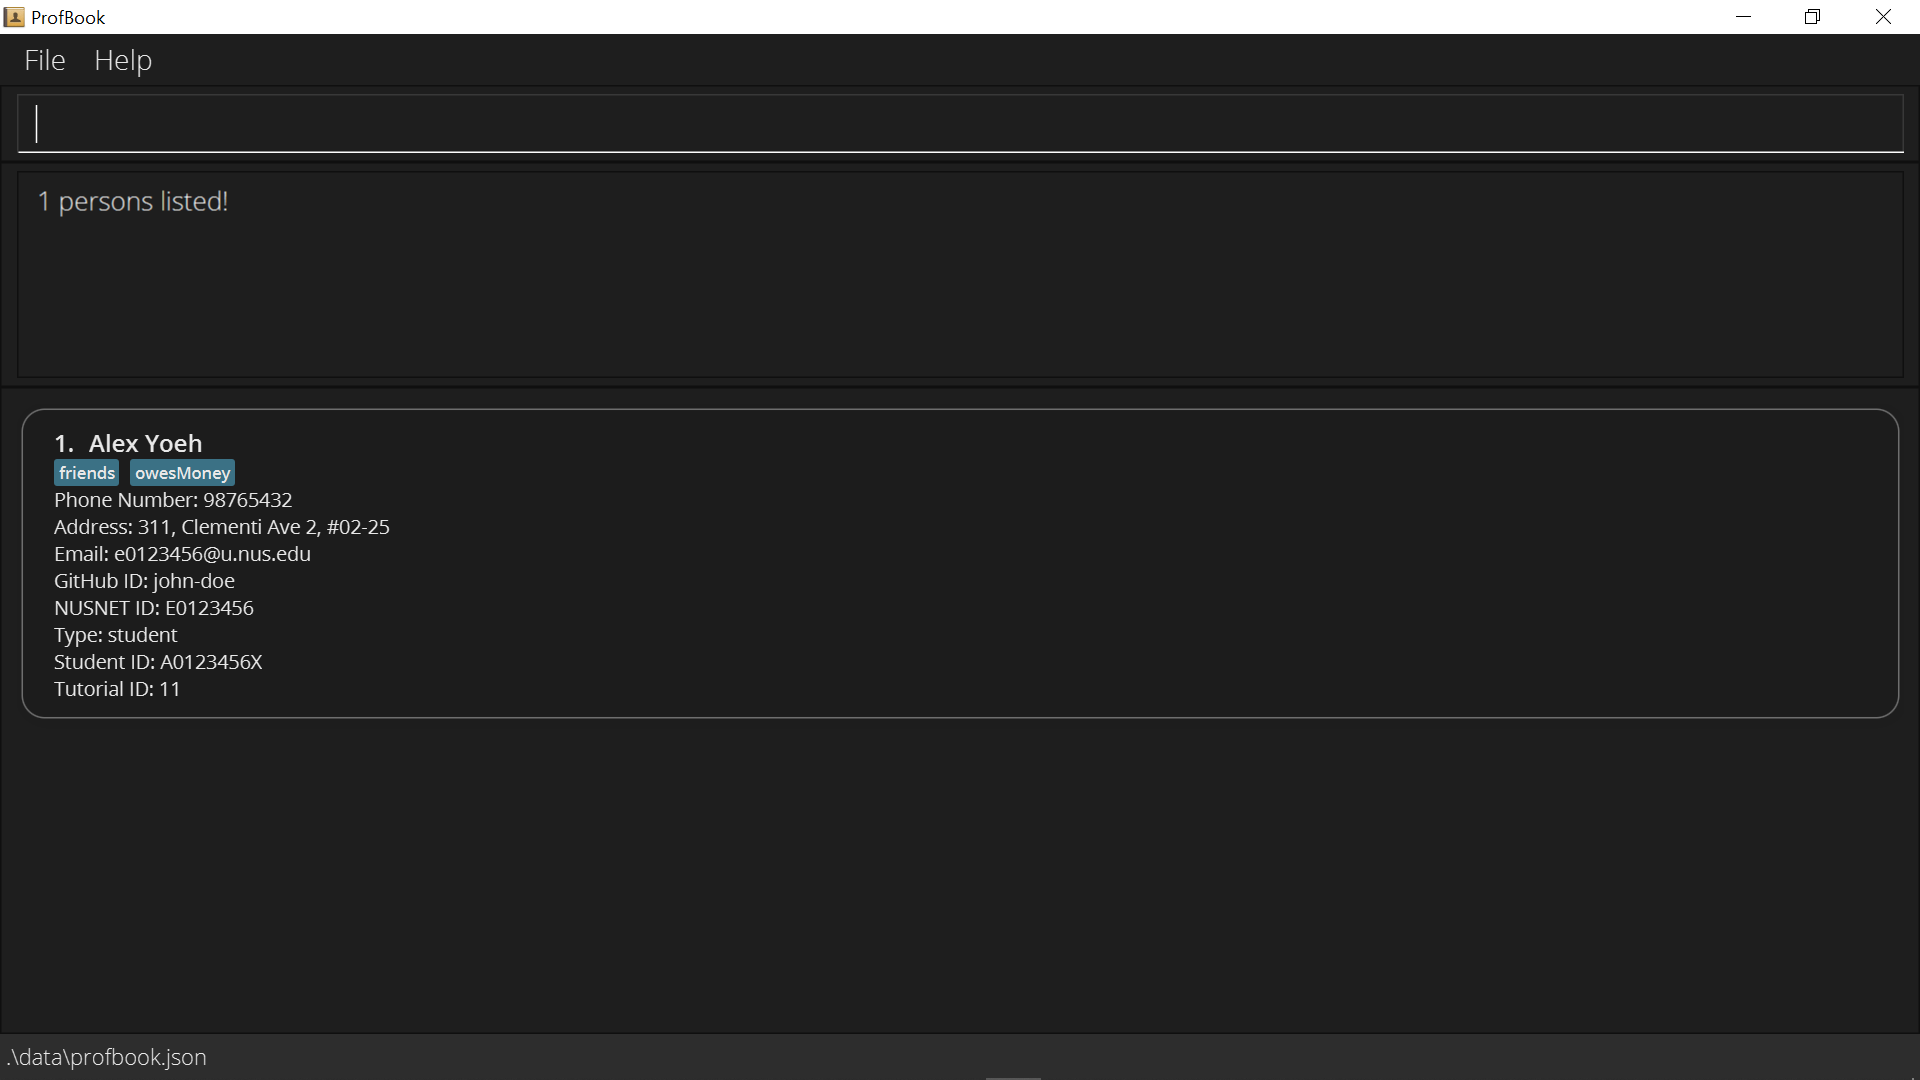 ProfBook
File Help
1 persons listed!
1. Alex Yoeh
friends owesMoney
Phone Number: 98765432
Address: 311, Clementi Ave 2, #02-25
Email: e0123456@u.nus.edu
GitHub ID: john-doe
NUSNET ID: E0123456
Type: student
Student ID: A0123456X
Tutorial ID: 11
.\data\profbook.json